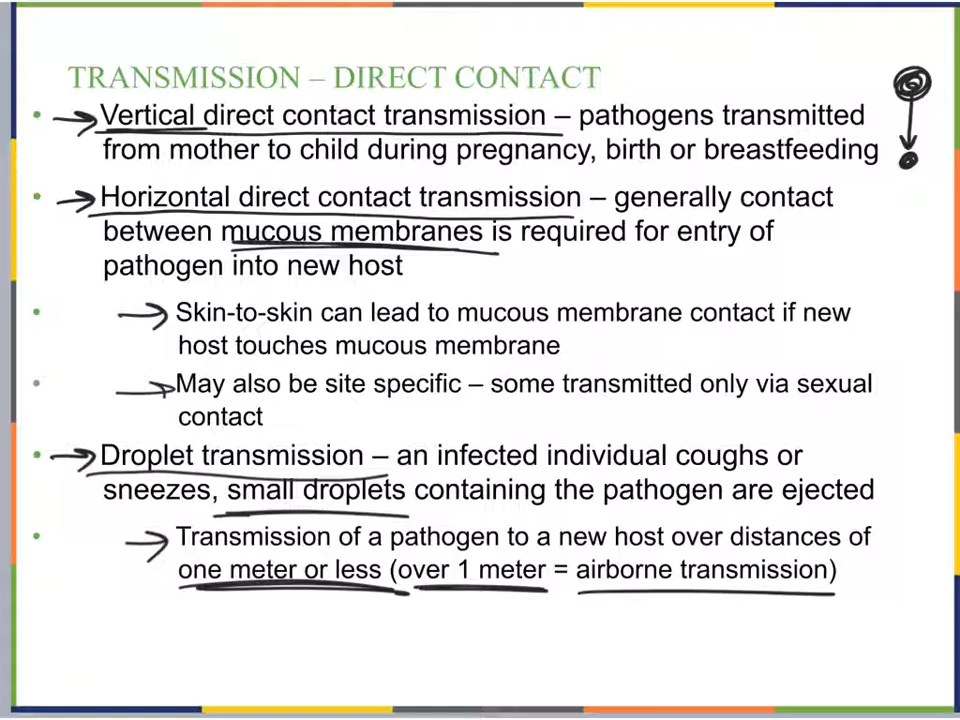 TRANSMISSION – DIRECT CONTACT
• Vertical direct contact transmission – pathogens transmitted
from mother to child during pregnancy, birth or breastfeeding
• Horizontal direct contact transmission – generally contact
between mucous membranes is required for entry of
pathogen into new host
• Skin-to-skin can lead to mucous membrane contact if new
host touches mucous membrane
• May also be site specific – some transmitted only via sexual
contact
• Droplet transmission – an infected individual coughs or
sneezes, small droplets containing the pathogen are ejected
• Transmission of a pathogen to a new host over distances of
one meter or less (over 1 meter = airborne transmission)